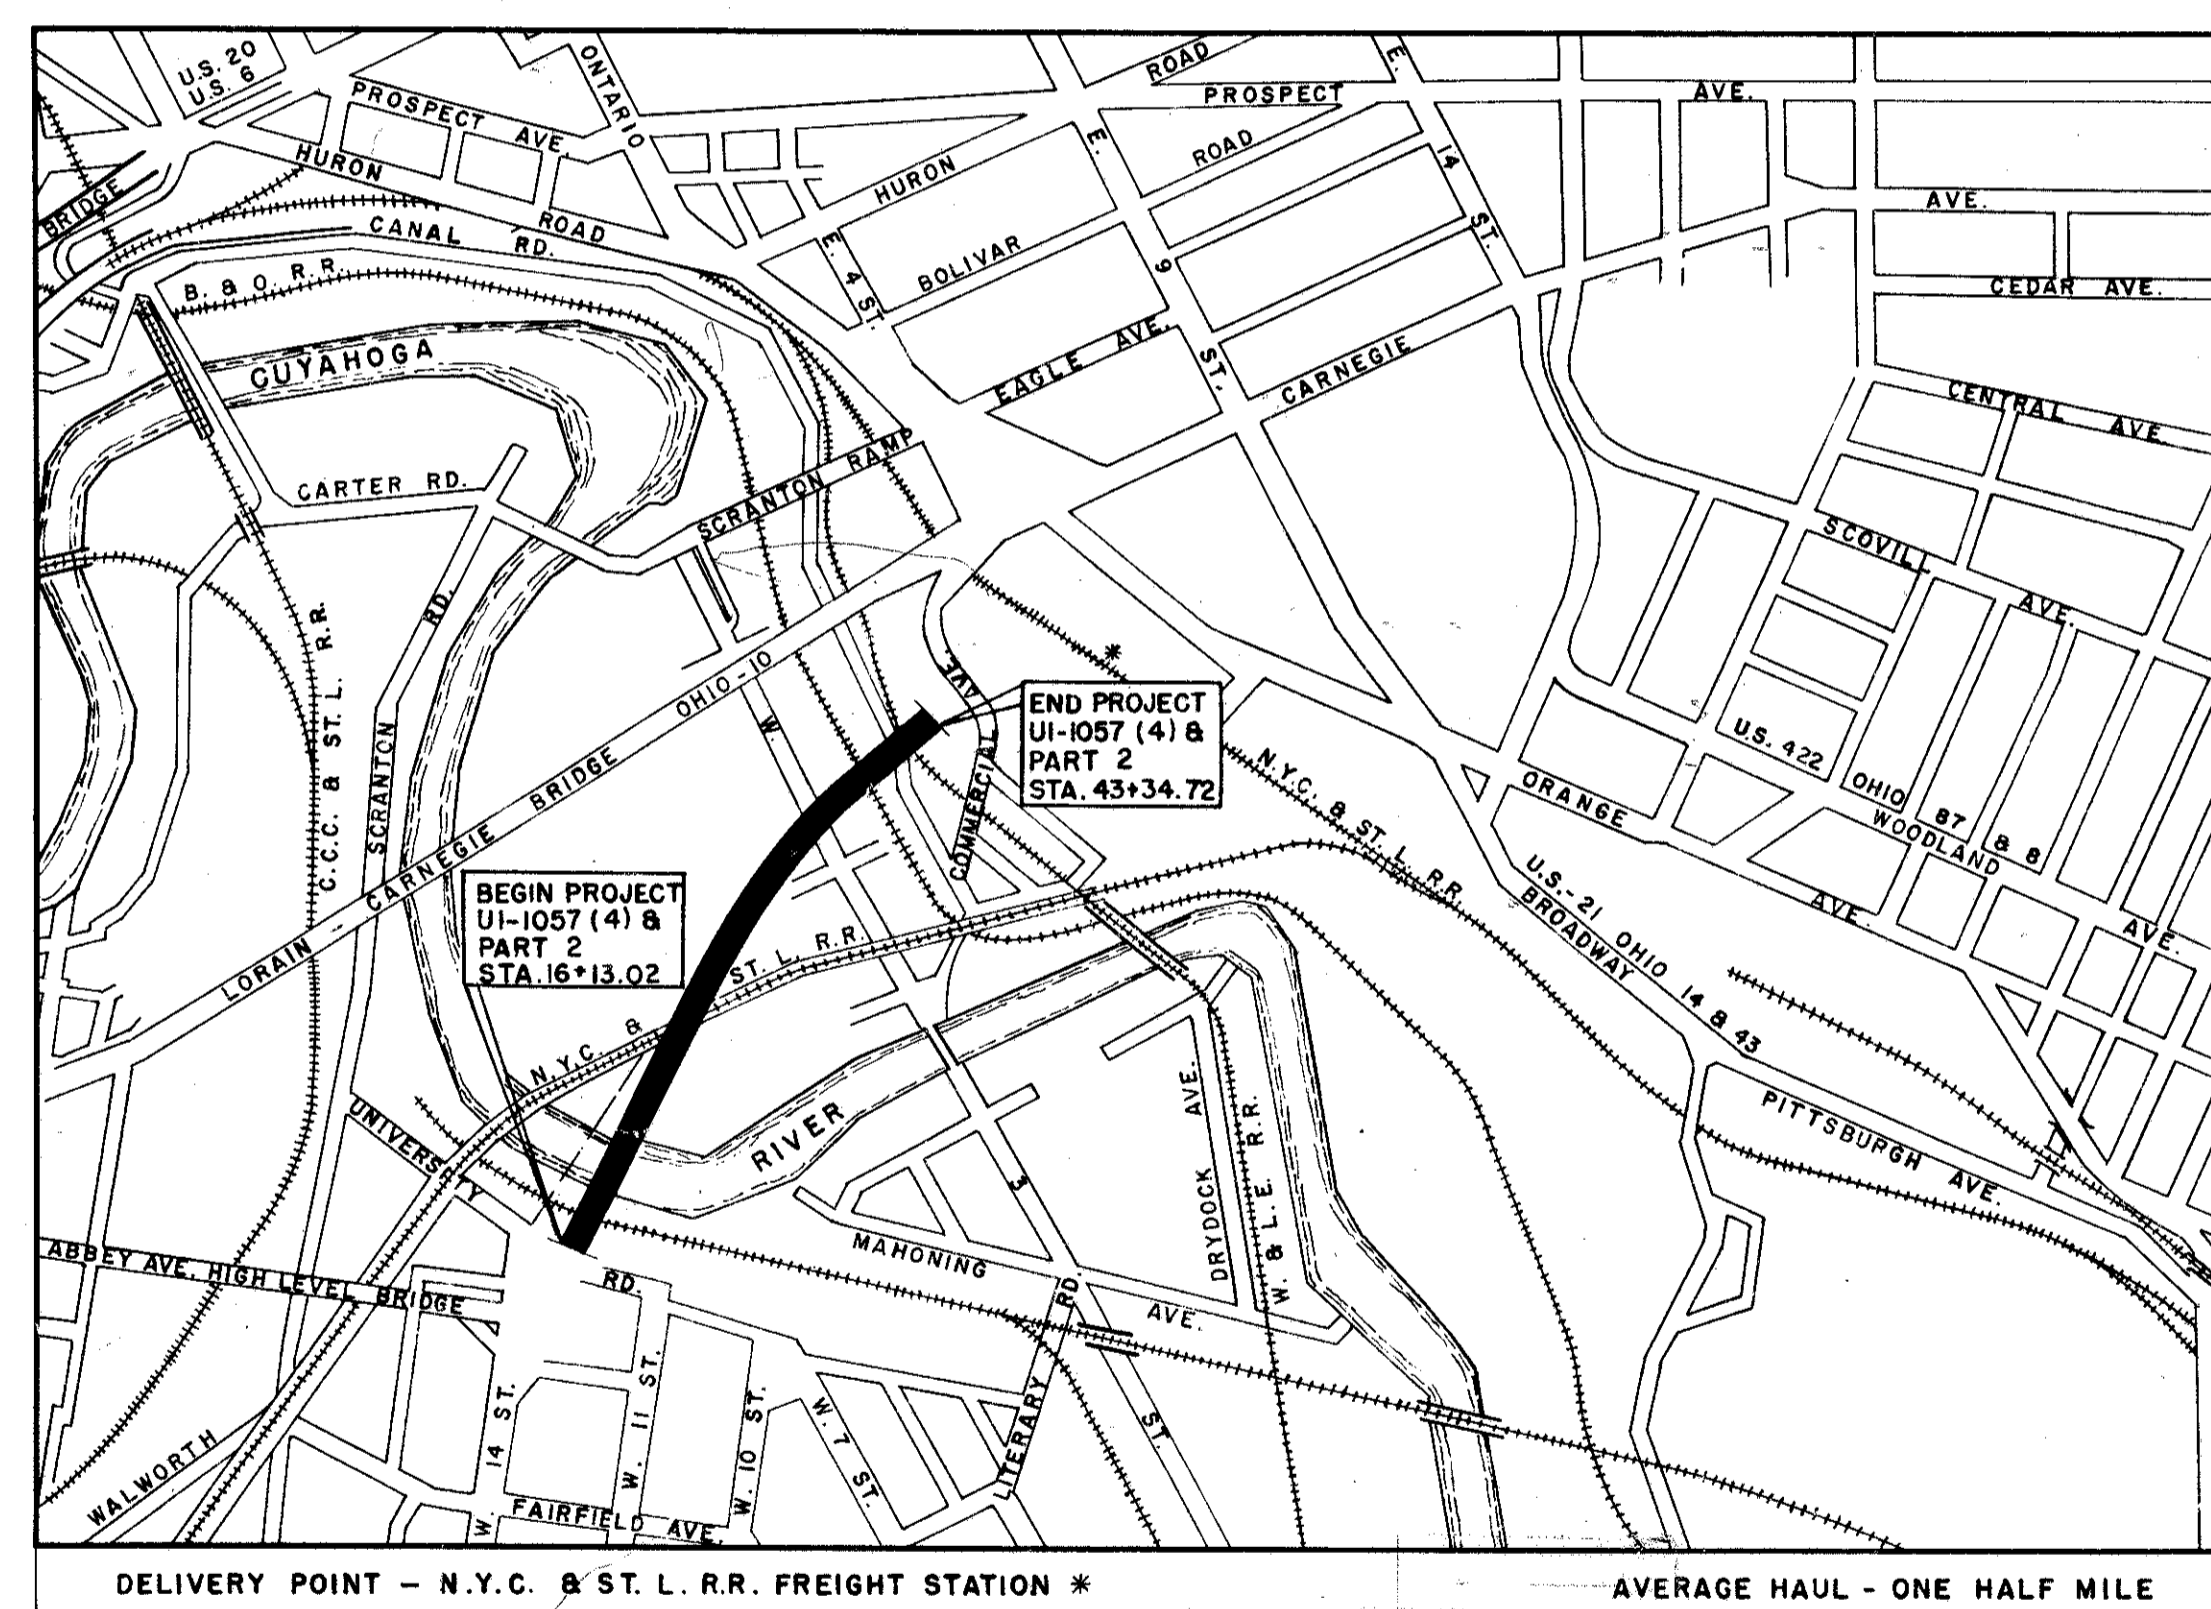 U.S. 20
U.S. 6
ONTARIO
PROSPECT AVE.
ROAD
PROSPECT AVE.
E. 14 ST.
BRIDGE
HURON ROAD
HURON ROAD
E. 9 ST.
AVE.
CANAL RD.
B. & O. R.R.
E. 4 ST.
BOLIVAR
CEDAR AVE.
CUYAHOGA
EAGLE AVE.
CARNEGIE
CENTRAL AVE.
CARTER RD.
SCRANTON RAMP
SCOVILL AVE.
C.C.C. & ST. L. R.R.
SCRANTON RD.
LORAIN - CARNEGIE BRIDGE OHIO-10
W. 3 ST.
COMMERCIAL AVE.
*
END PROJECT
UI-1057 (4) &
PART 2
STA. 43+34.72
N.Y.C. & ST. L. R.R.
ORANGE AVE.
U.S. 422
OHIO 87 & 8
WOODLAND AVE.
U.S.-21 OHIO 14 & 43
BROADWAY
BEGIN PROJECT
UI-1057 (4) &
PART 2
STA.16+13.02
N.Y.C. & ST. L. R.R.
RIVER
UNIVERSITY RD.
DRYDOCK AVE.
W. & L.E. R.R.
PITTSBURGH AVE.
MAHONING AVE.
ABBEY AVE. HIGH LEVEL BRIDGE
LITERARY RD.
WALWORTH
W. 14 ST.
W. 11 ST.
W. 10 ST.
W. 7 ST.
FAIRFIELD AVE.
DELIVERY POINT - N.Y.C. & ST. L. R.R. FREIGHT STATION *
AVERAGE HAUL - ONE HALF MILE